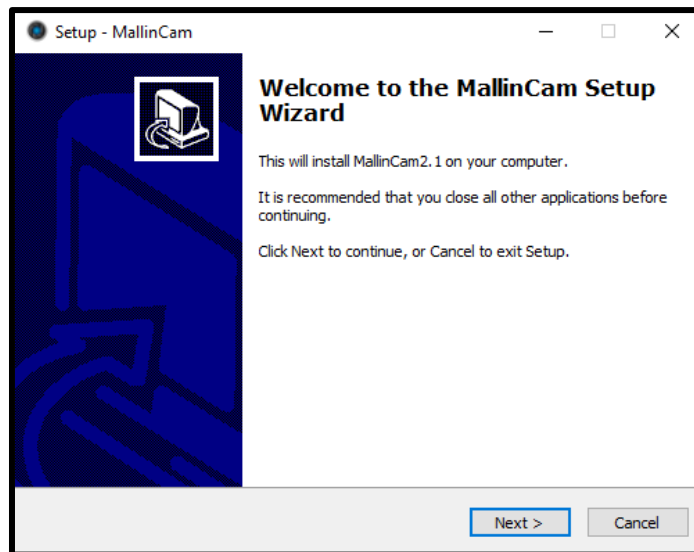 Setup - MallinCam
Welcome to the MallinCam Setup
Wizard
This will install MallinCam2.1 on your computer.
It is recommended that you close all other applications before
continuing.
Click Next to continue, or Cancel to exit Setup.
Next >
Cancel